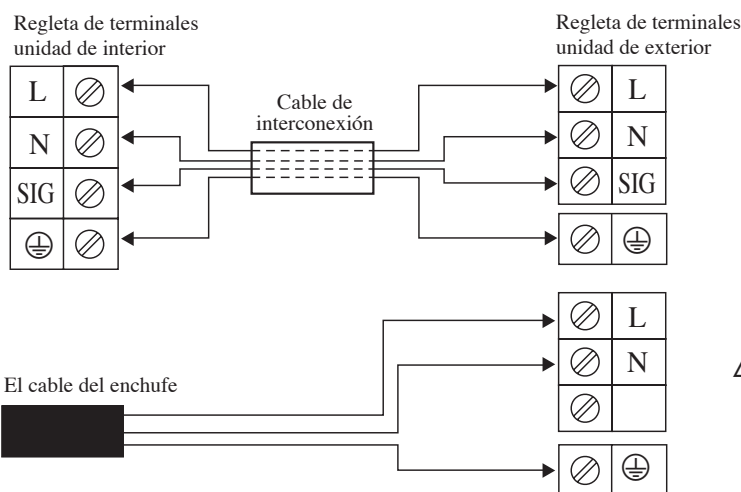 Regleta de terminales
unidad de interior
Regleta de terminales
unidad de exterior
L
N
SIG
Cable de
interconexión
L
N
SIG
El cable del enchufe
L
N